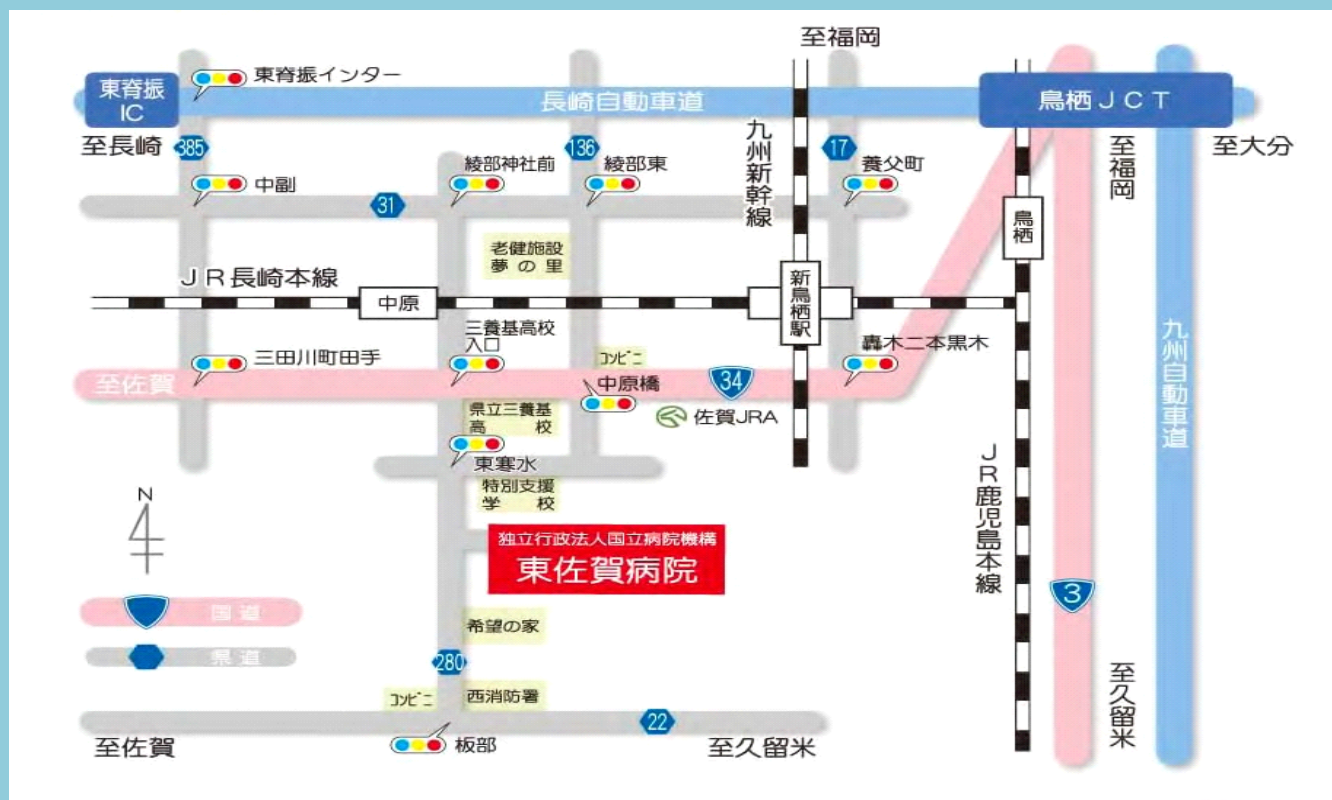 至福岡
東脊振インター
東脊振
IC
長崎自動車道
鳥栖JCT
至長崎
385
136
17
至福岡
至大分
中副
綾部神社前
綾部東
九州新幹線
養父町
31
鳥栖
老健施設
夢の里
JR長崎本線
中原
新鳥栖駅
三養基高校
入口
三田川町田手
コンビニ
轟木二本黒木
九州自動車道
至佐賀
中原橋
34
県立三養基
高校
佐賀JRA
東寒水
特別支援
学校
JR鹿児島本線
N
独立行政法人国立病院機構
東佐賀病院
3
国道
希望の家
県道
280
至久留米
コンビニ
西消防署
22
至佐賀
板部
至久留米